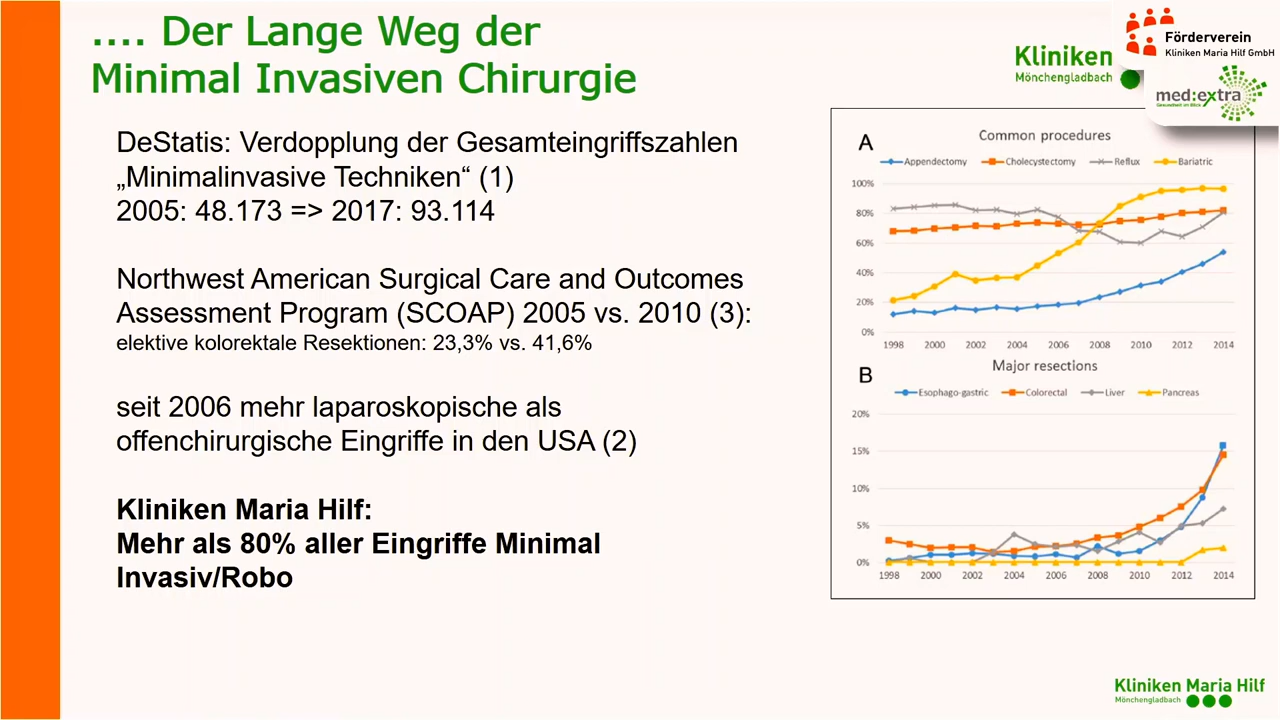 .... Der Lange Weg der
Minimal Invasiven Chirurgie
Kliniken
Mönchengladbach
Förderverein
Kliniken Maria Hilf GmbH
med:extra
Gesundheit im Blick
DeStatis: Verdopplung der Gesamteingriffszahlen
„Minimalinvasive Techniken“ (1)
2005: 48.173 => 2017: 93.114
Northwest American Surgical Care and Outcomes
Assessment Program (SCOAP) 2005 vs. 2010 (3):
elektive kolorektale Resektionen: 23,3% vs. 41,6%
seit 2006 mehr laparoskopische als
offenchirurgische Eingriffe in den USA (2)
Kliniken Maria Hilf:
Mehr als 80% aller Eingriffe Minimal
Invasiv/Robo
A
Common procedures
Appendectomy Cholecystectomy Reflux Bariatric
100%
80%
60%
40%
20%
0%
1998 2000 2002 2004 2006 2008 2010 2012 2014
B
Major resections
Esophago-gastric Colorectal Liver Pancreas
20%
15%
10%
5%
0%
1998 2000 2002 2004 2006 2008 2010 2012 2014
Kliniken Maria Hilf
Mönchengladbach